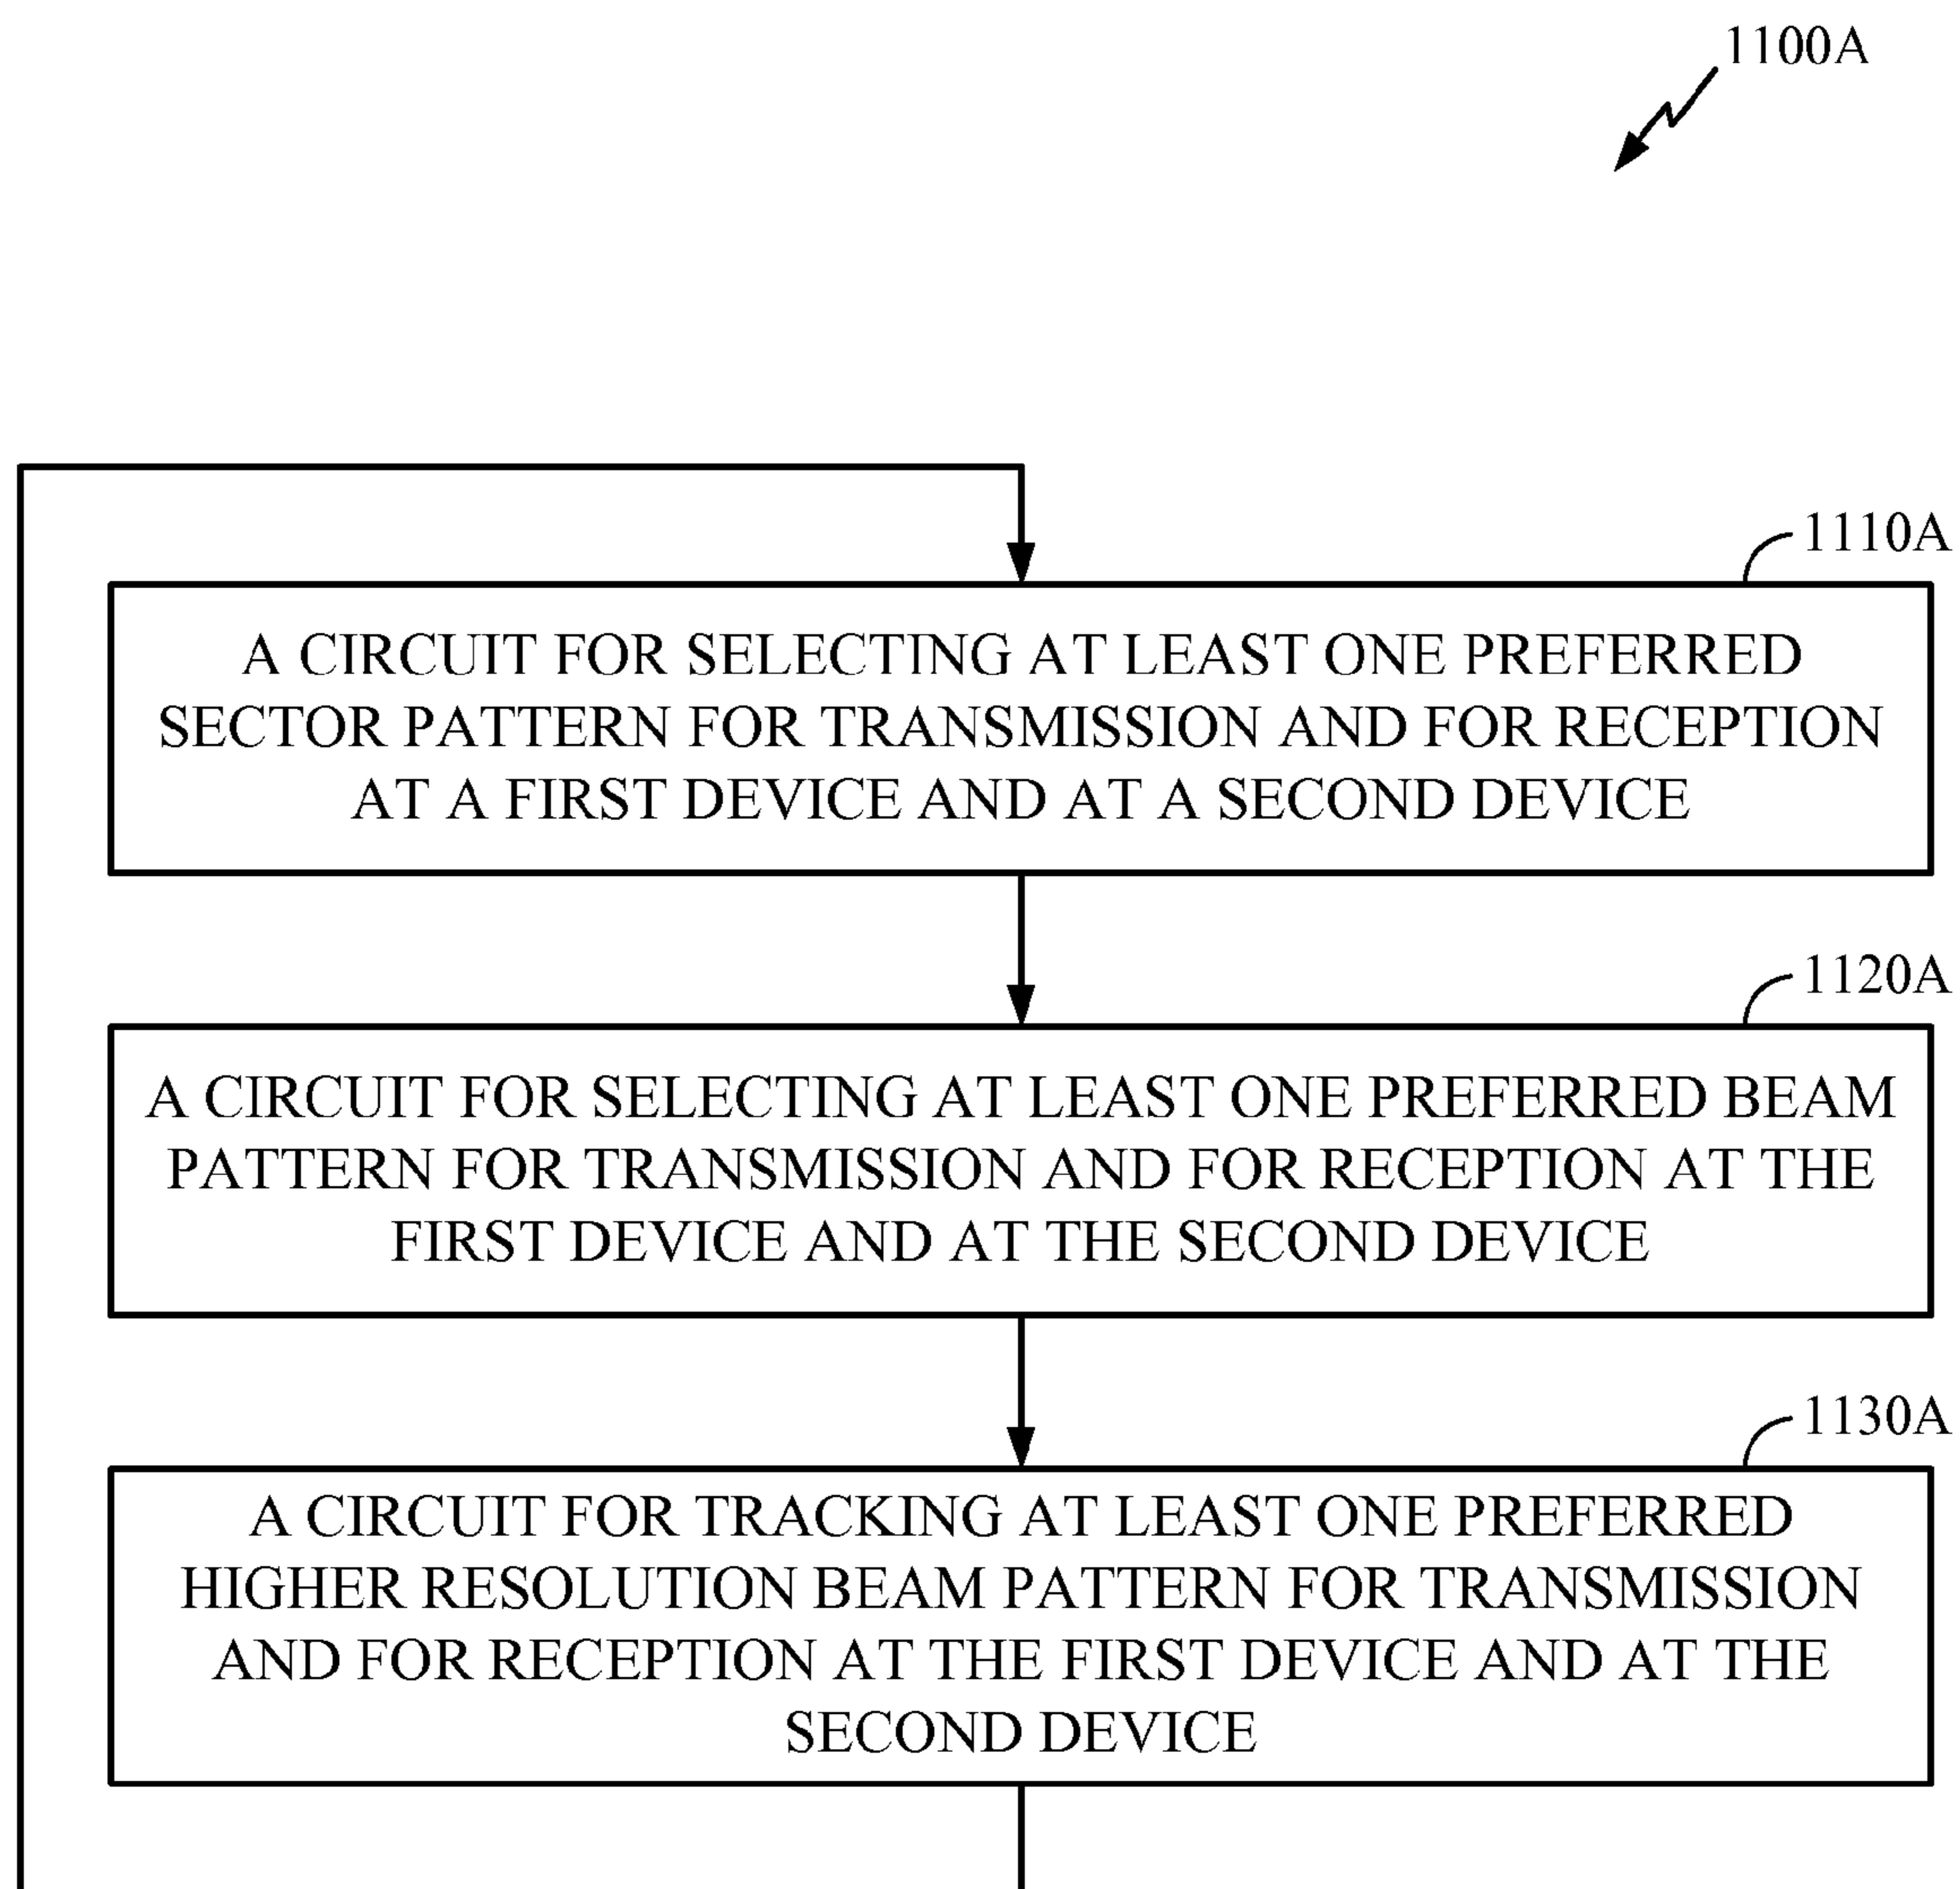 1100A
1110A
A CIRCUIT FOR SELECTING AT LEAST ONE PREFERRED
SECTOR PATTERN FOR TRANSMISSION AND FOR RECEPTION
AT A FIRST DEVICE AND AT A SECOND DEVICE
1120A
A CIRCUIT FOR SELECTING AT LEAST ONE PREFERRED BEAM
PATTERN FOR TRANSMISSION AND FOR RECEPTION AT THE
FIRST DEVICE AND AT THE SECOND DEVICE
1130A
A CIRCUIT FOR TRACKING AT LEAST ONE PREFERRED
HIGHER RESOLUTION BEAM PATTERN FOR TRANSMISSION
AND FOR RECEPTION AT THE FIRST DEVICE AND AT THE
SECOND DEVICE